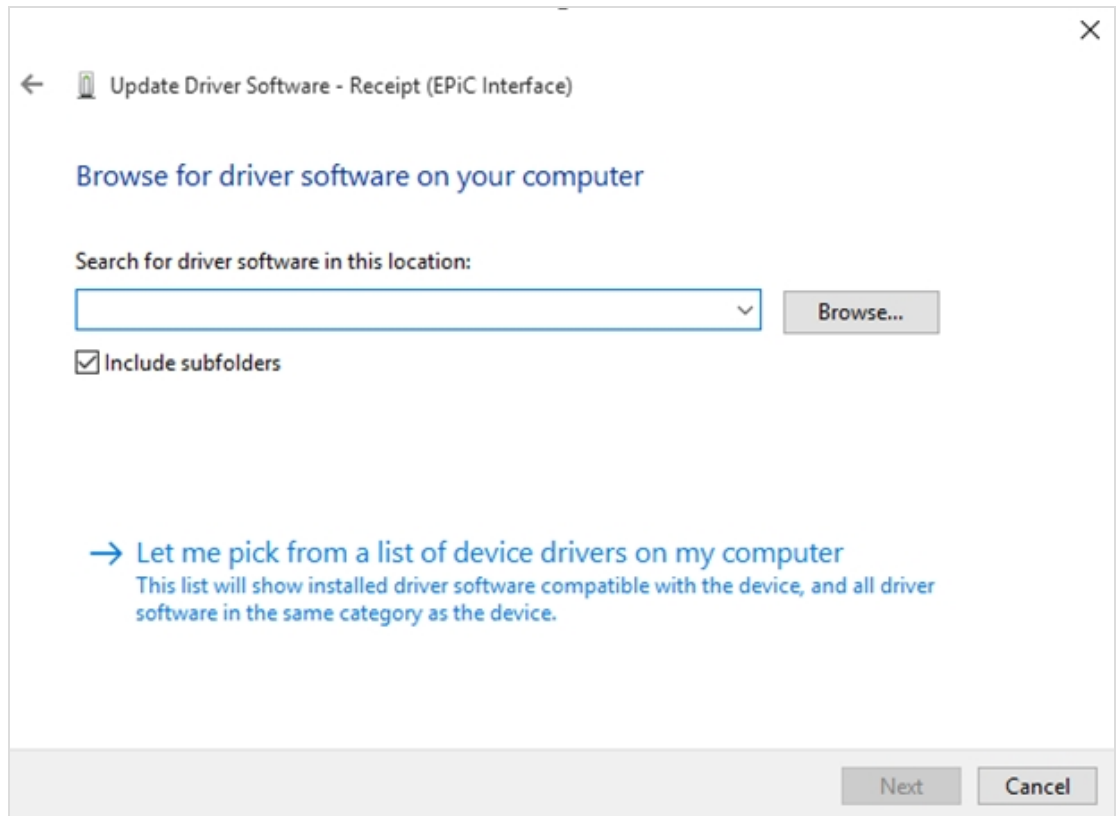 Update Driver Software - Receipt (EPiC Interface)
Browse for driver software on your computer
Search for driver software in this location:
Browse...
Include subfolders
Let me pick from a list of device drivers on my computer
This list will show installed driver software compatible with the device, and all driver
software in the same category as the device.
Next
Cancel